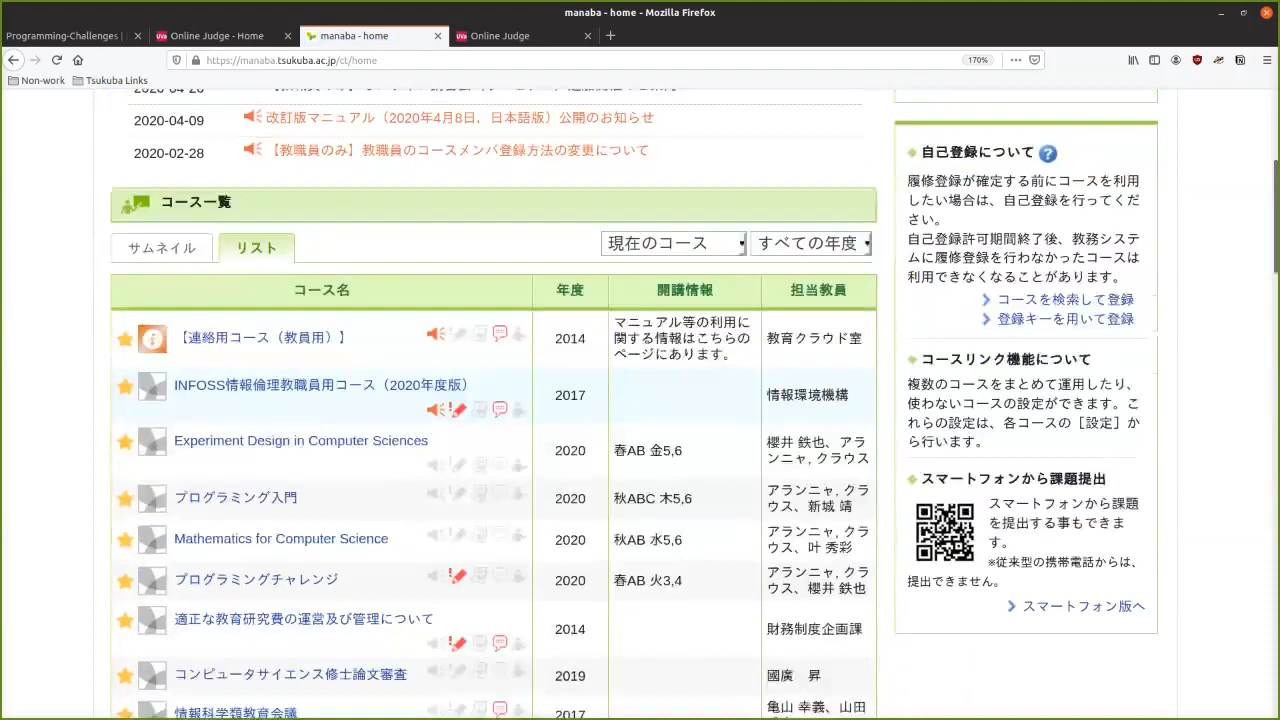 manaba - home - Mozilla Firefox
Programming-Challenges |
Online Judge - Home
manaba - home
Online Judge
https://manaba.tsukuba.ac.jp/ct/home
170%
Non-work
Tsukuba Links
2020-04-09 改訂版マニュアル（2020年4月8日，日本語版）公開のお知らせ
2020-02-28 【教職員のみ】教職員のコースメンバ登録方法の変更について
コース一覧
サムネイル リスト 現在のコース すべての年度
コース名 年度 開講情報 担当教員
【連絡用コース（教員用）】 2014 マニュアル等の利用に
関する情報はこちらの
ページにあります。
教育クラウド室
INFOSS情報倫理教職員用コース（2020年度版）
2017 情報環境機構
Experiment Design in Computer Sciences
2020 春AB 金5,6 櫻井 鉄也、アラ
ンニャ, クラウス
プログラミング入門 2020 秋ABC 木5,6 アランニャ, クラ
ウス、新城 靖
Mathematics for Computer Science 2020 秋AB 水5,6 アランニャ, クラ
ウス、叶 秀彩
プログラミングチャレンジ 2020 春AB 火3,4 アランニャ, クラ
ウス、櫻井 鉄也
適正な教育研究費の運営及び管理について
2014 財務制度企画課
コンピュータサイエンス修士論文審査 2019 國廣　昇
情報科学類教育会議 2017 亀山 幸義、山田
自己登録について ?
履修登録が確定する前にコースを利用
したい場合は、自己登録を行ってくだ
さい。
自己登録許可期間終了後、教務システ
ムに履修登録を行わなかったコースは
利用できなくなることがあります。
コースを検索して登録
登録キーを用いて登録
コースリンク機能について
複数のコースをまとめて運用したり、
使わないコースの設定ができます。こ
れらの設定は、各コースの［設定］か
ら行います。
スマートフォンから課題提出
スマートフォンから課題
を提出する事もできま
す。
※従来型の携帯電話からは、
提出できません。
スマートフォン版へ